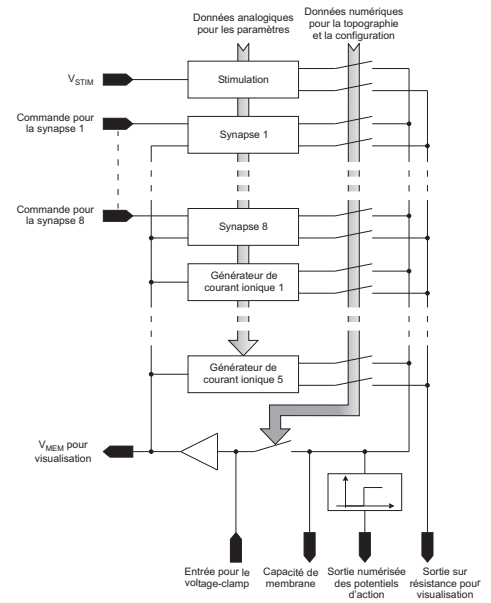 Données analogiques
pour les paramètres
Données numériques
pour la topographie
et la configuration
VSTIM
Stimulation
Commande pour
la synapse 1
Synapse 1
Commande pour
la synapse 8
Synapse 8
Générateur de
courant ionique 1
Générateur de
courant ionique 5
VMEM pour
visualisation
Entrée pour le
voltage-clamp
Capacité de
membrane
Sortie numérisée
des potentiels
d'action
Sortie sur
résistance pour
visualisation